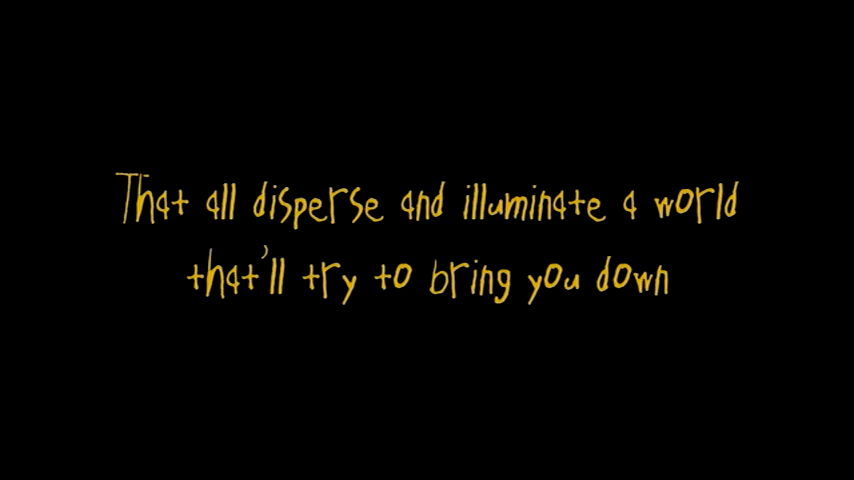 That all disperse and illuminate a world
that'll try to bring you down